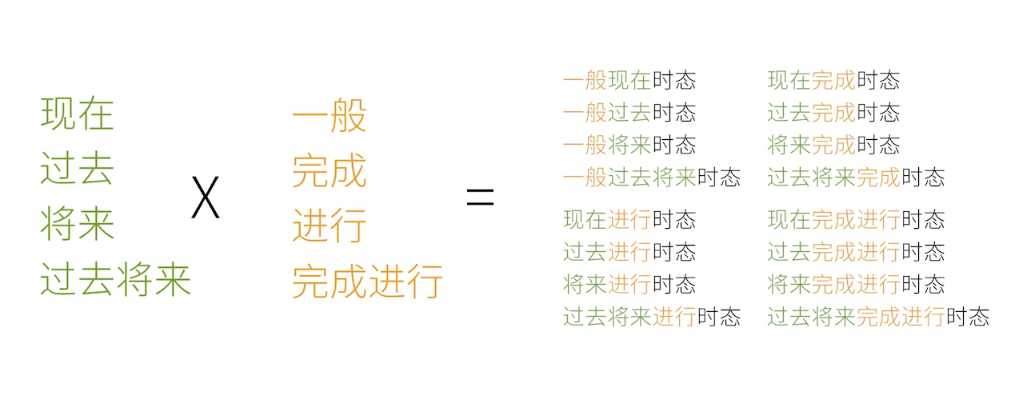 现在
过去
将来
过去将来
X
一般
完成
进行
完成进行
=
一般现在时态
一般过去时态
一般将来时态
一般过去将来时态
现在完成时态
过去完成时态
将来完成时态
过去将来完成时态
现在进行时态
过去进行时态
将来进行时态
过去将来进行时态
现在完成进行时态
过去完成进行时态
将来完成进行时态
过去将来完成进行时态